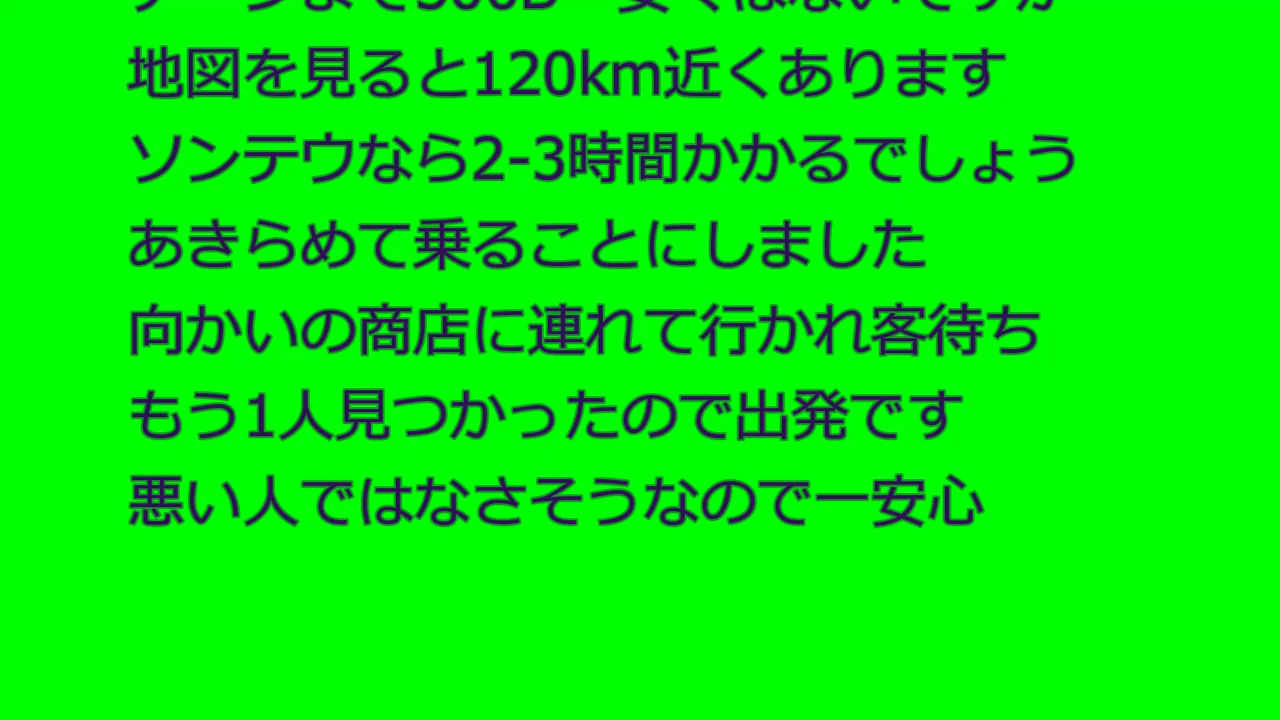 地図を見ると120km近くあります
ソンテウなら2-3時間かかるでしょう
あきらめて乗ることにしました
向かいの商店に連れて行かれ客待ち
もう1人見つかったので出発です
悪い人ではなさそうなので一安心